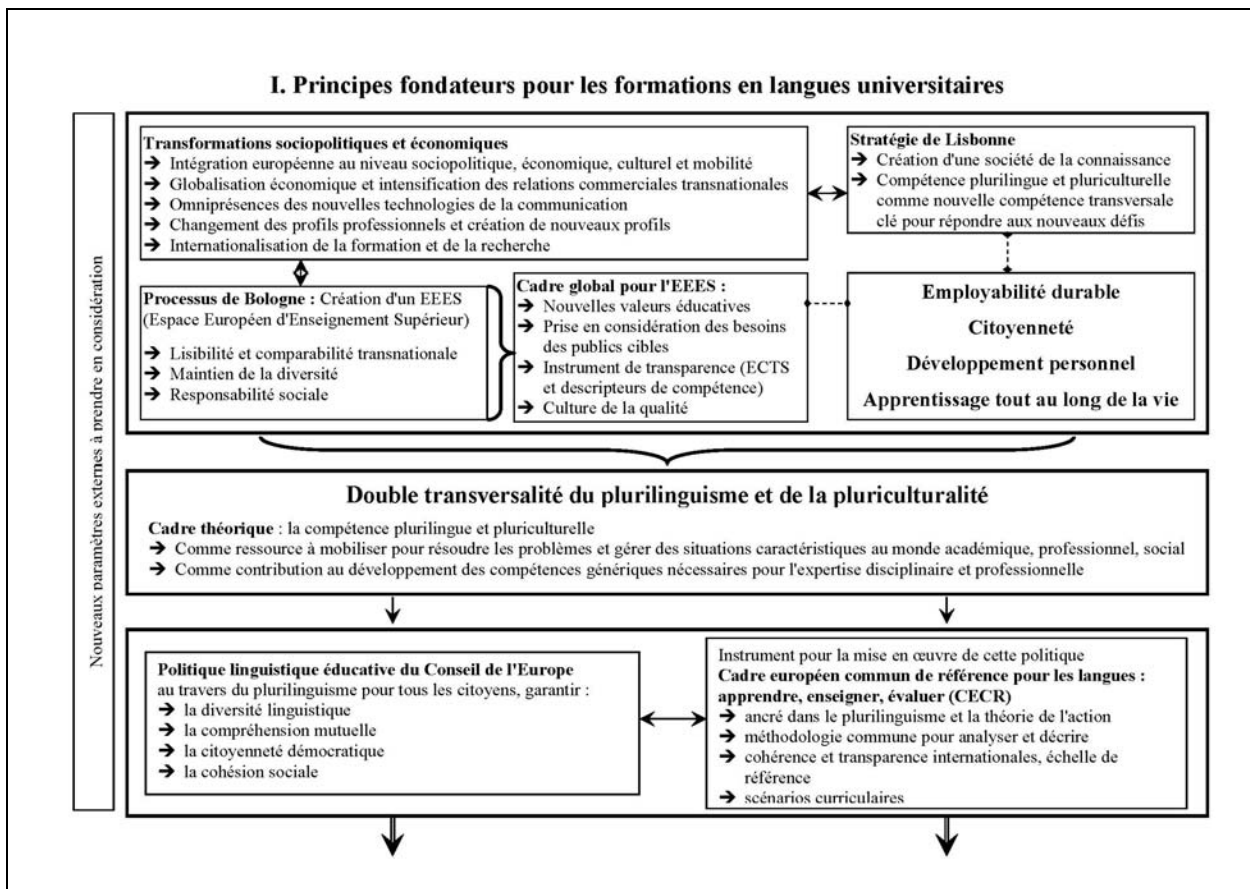 I. Principes fondateurs pour les formations en langues universitaires
Nouveaux paramètres externes à prendre en considération
Transformations sociopolitiques et économiques
➔ Intégration européenne au niveau sociopolitique, économique, culturel et mobilité
➔ Globalisation économique et intensification des relations commerciales transnationales
➔ Omniprésences des nouvelles technologies de la communication
➔ Changement des profils professionnels et création de nouveaux profils
➔ Internationalisation de la formation et de la recherche
Stratégie de Lisbonne
➔ Création d'une société de la connaissance
➔ Compétence plurilingue et pluriculturelle
comme nouvelle compétence transversale
clé pour répondre aux nouveaux défis
Processus de Bologne : Création d'un EEES
(Espace Européen d'Enseignement Supérieur)
➔ Lisibilité et comparabilité transnationale
➔ Maintien de la diversité
➔ Responsabilité sociale
Cadre global pour l'EEES :
➔ Nouvelles valeurs éducatives
➔ Prise en considération des besoins
des publics cibles
➔ Instrument de transparence (ECTS
et descripteurs de compétence)
➔ Culture de la qualité
Employabilité durable
Citoyenneté
Développement personnel
Apprentissage tout au long de la vie
Double transversalité du plurilinguisme et de la pluriculturalité
Cadre théorique : la compétence plurilingue et pluriculturelle
➔ Comme ressource à mobiliser pour résoudre les problèmes et gérer des situations caractéristiques au monde académique, professionnel, social
➔ Comme contribution au développement des compétences génériques nécessaires pour l'expertise disciplinaire et professionnelle
Politique linguistique éducative du Conseil de l'Europe
au travers du plurilinguisme pour tous les citoyens, garantir :
➔ la diversité linguistique
➔ la compréhension mutuelle
➔ la citoyenneté démocratique
➔ la cohésion sociale
Instrument pour la mise en œuvre de cette politique
Cadre européen commun de référence pour les langues :
apprendre, enseigner, évaluer (CECR)
➔ ancré dans le plurilinguisme et la théorie de l'action
➔ méthodologie commune pour analyser et décrire
➔ cohérence et transparence internationales, échelle de
référence
➔ scénarios curriculaires